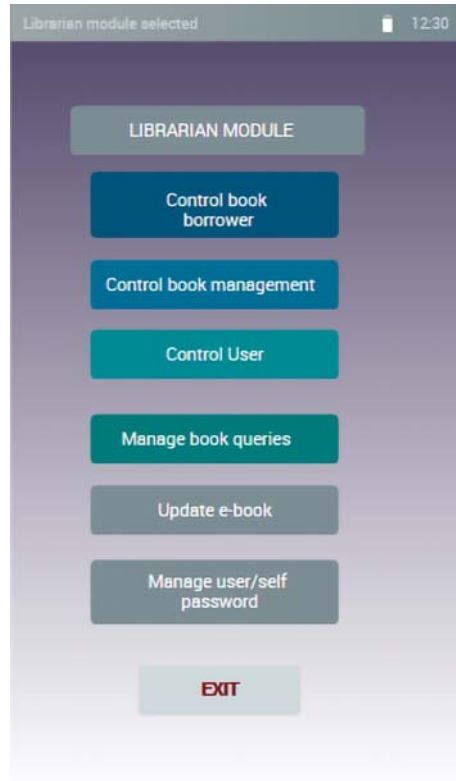 Librarian module selected 12:30
LIBRARIAN MODULE
Control book
borrower
Control book management
Control User
Manage book queries
Update e-book
Manage user/self
password
EXIT